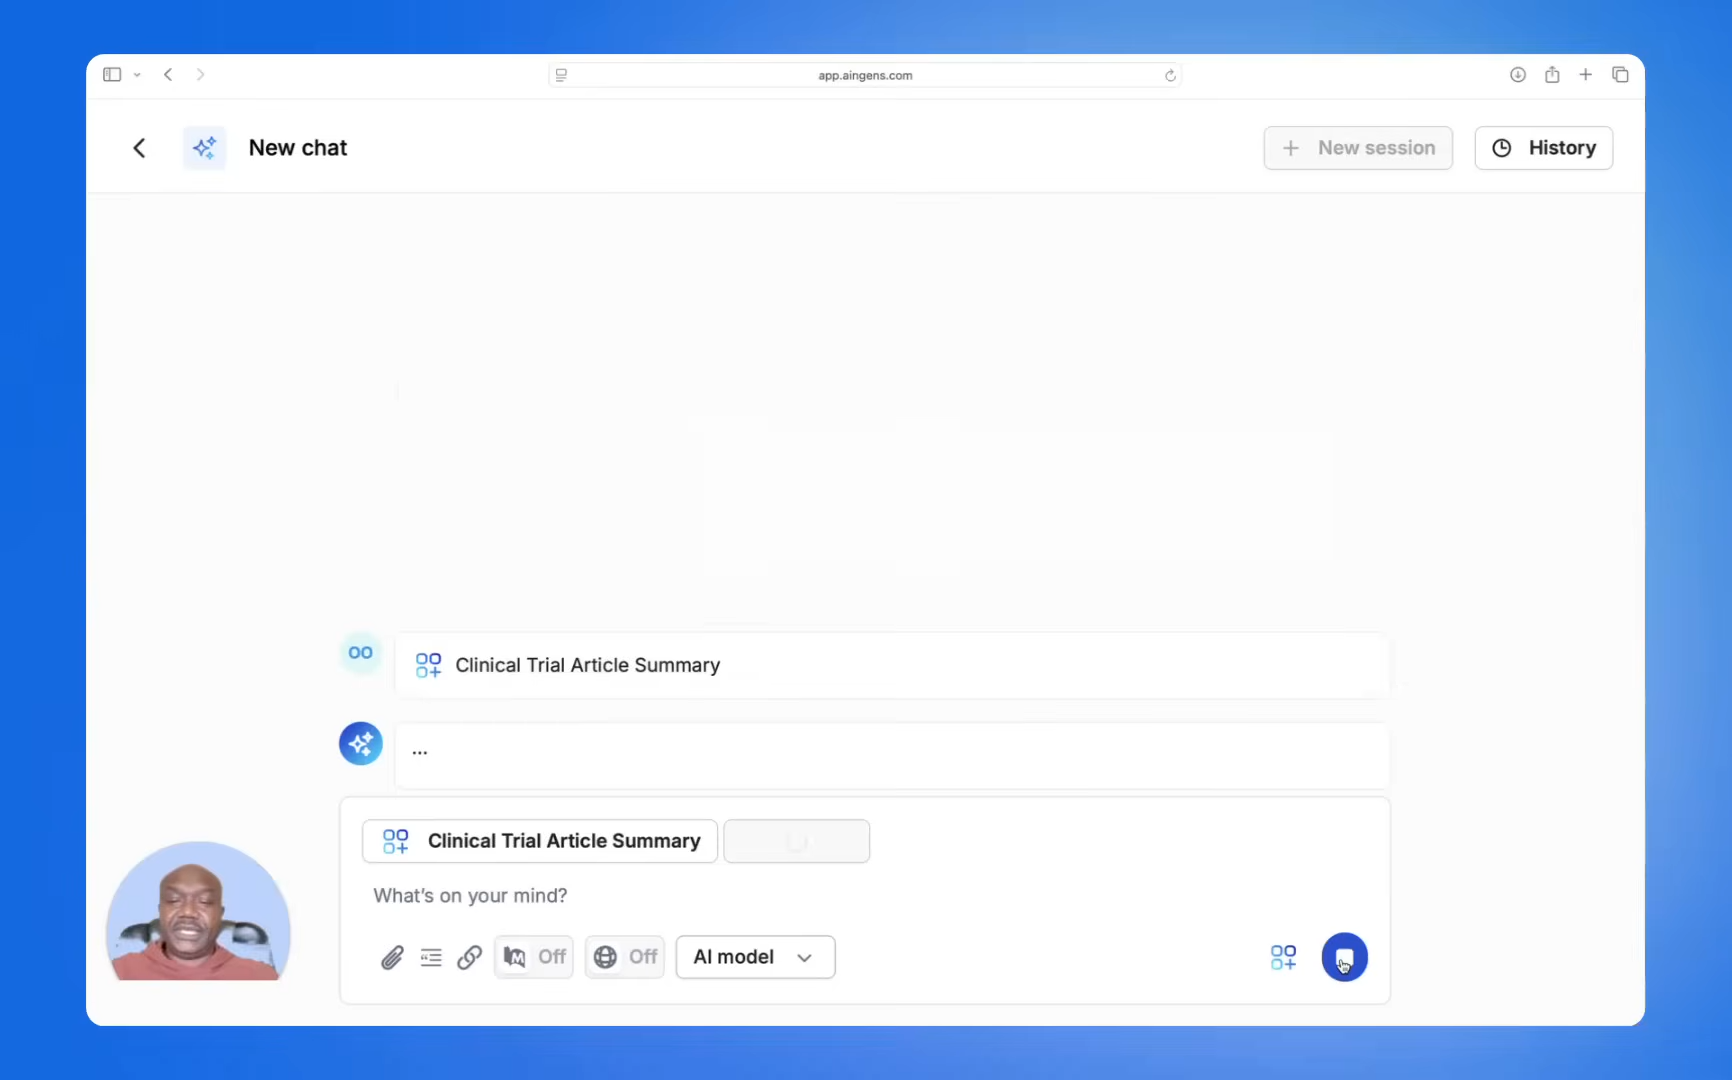 app.aingens.com
New chat
New session
History
OO
Clinical Trial Article Summary
...
Clinical Trial Article Summary
What's on your mind?
Off
Off
AI model